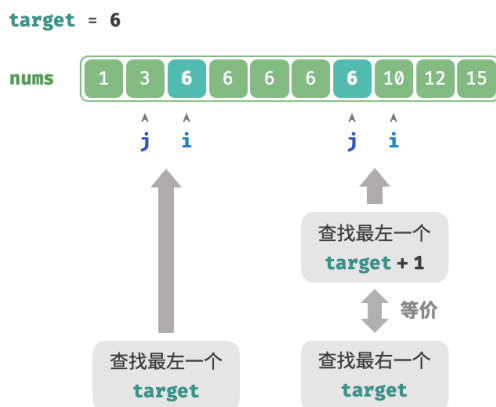 target = 6
nums 1 3 6 6 6 6 6 10 12 15
j i j i
查找最左一个
target + 1
等价
查找最左一个
target
查找最右一个
target